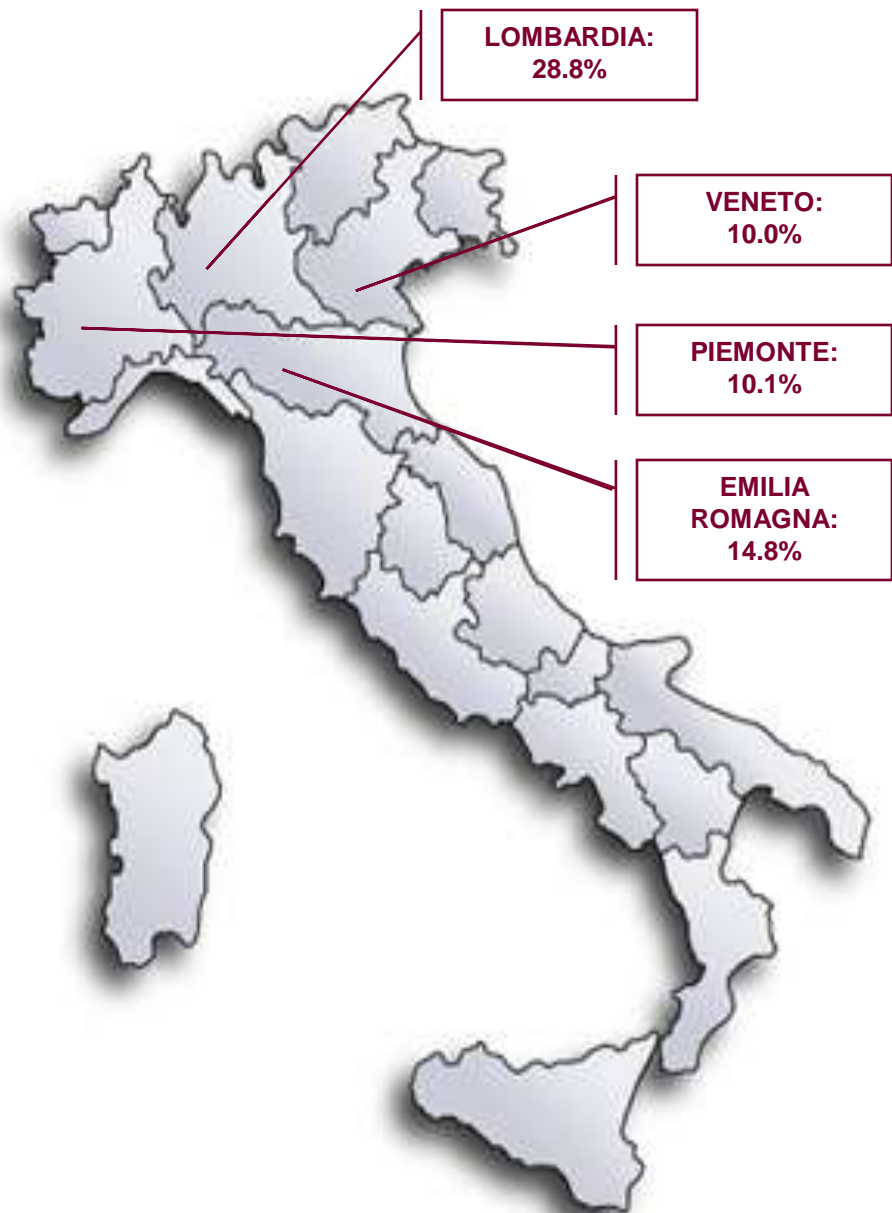 LOMBARDIA:
28.8%
VENETO:
10.0%
PIEMONTE:
10.1%
EMILIA
ROMAGNA:
14.8%